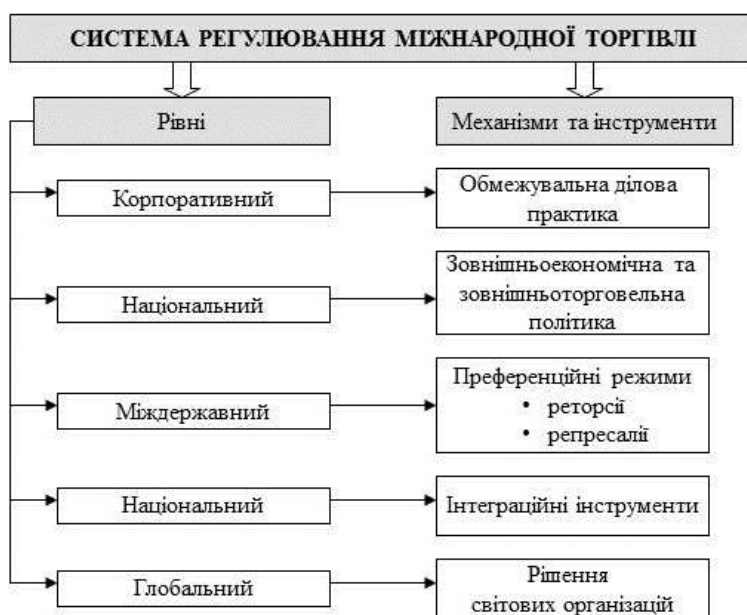 СИСТЕМА РЕГУЛЮВАННЯ МІЖНАРОДНОЇ ТОРГІВЛІ
Рівні
Механізми та інструменти
Корпоративний
Обмежувальна ділова
практика
Національний
Зовнішньоекономічна та
зовнішньоторговельна
політика
Міждержавний
Преференційні режими
• реторсії
• репресалії
Національний
Інтеграційні інструменти
Глобальний
Рішення
світових організацій